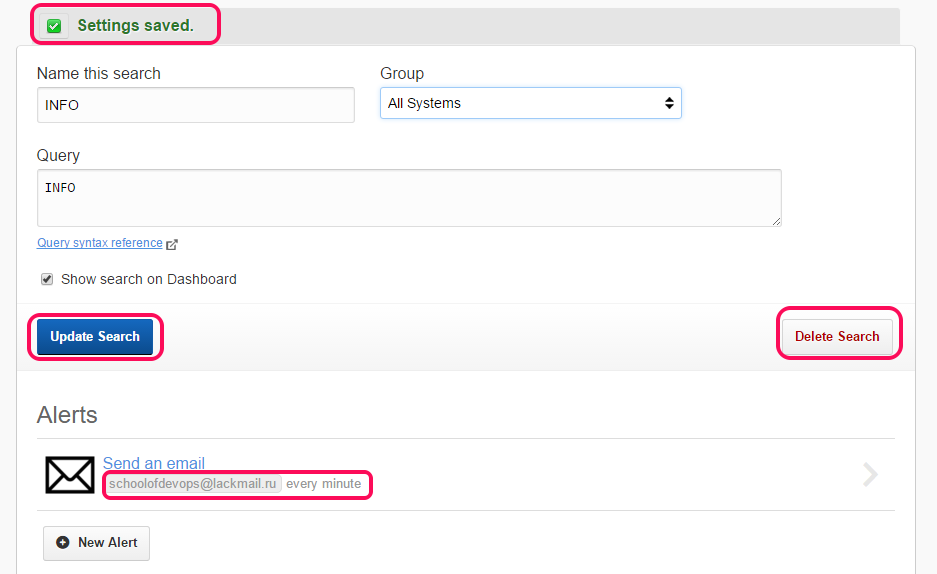 Settings saved.
Name this search
Group
INFO
All Systems
Query
INFO
Query syntax reference
Show search on Dashboard
Update Search
Delete Search
Alerts
Send an email
schoolofdevops@lackmail.ru every minute
New Alert